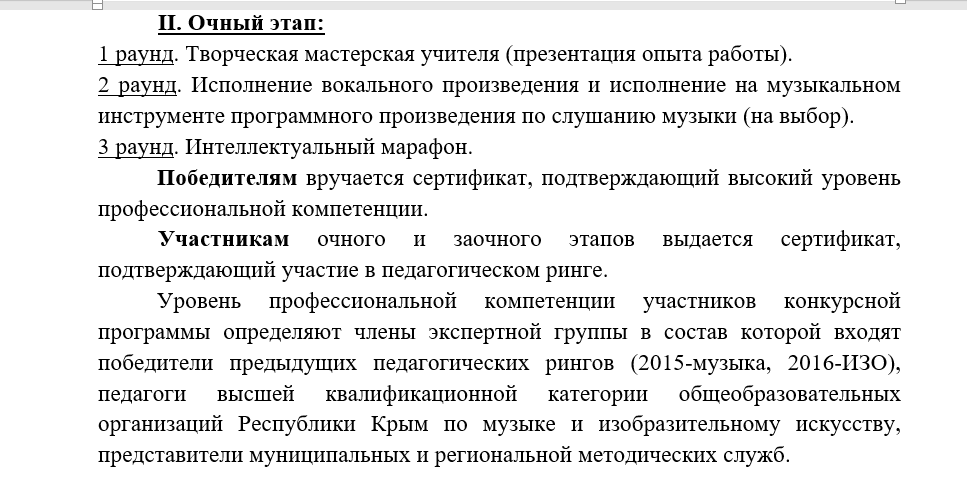 II. Очный этап:
1 раунд. Творческая мастерская учителя (презентация опыта работы).
2 раунд. Исполнение вокального произведения и исполнение на музыкальном
инструменте программного произведения по слушанию музыки (на выбор).
3 раунд. Интеллектуальный марафон.
Победителям вручается сертификат, подтверждающий высокий уровень
профессиональной компетенции.
Участникам очного и заочного этапов выдается сертификат,
подтверждающий участие в педагогическом ринге.
Уровень профессиональной компетенции участников конкурсной
программы определяют члены экспертной группы в состав которой входят
победители предыдущих педагогических рингов (2015-музыка, 2016-ИЗО),
педагоги высшей квалификационной категории общеобразовательных
организаций Республики Крым по музыке и изобразительному искусству,
представители муниципальных и региональной методических служб.